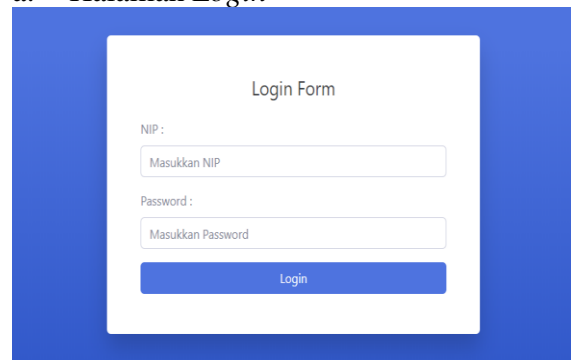 Login Form
NIP :
Masukkan NIP
Password :
Masukkan Password
Login